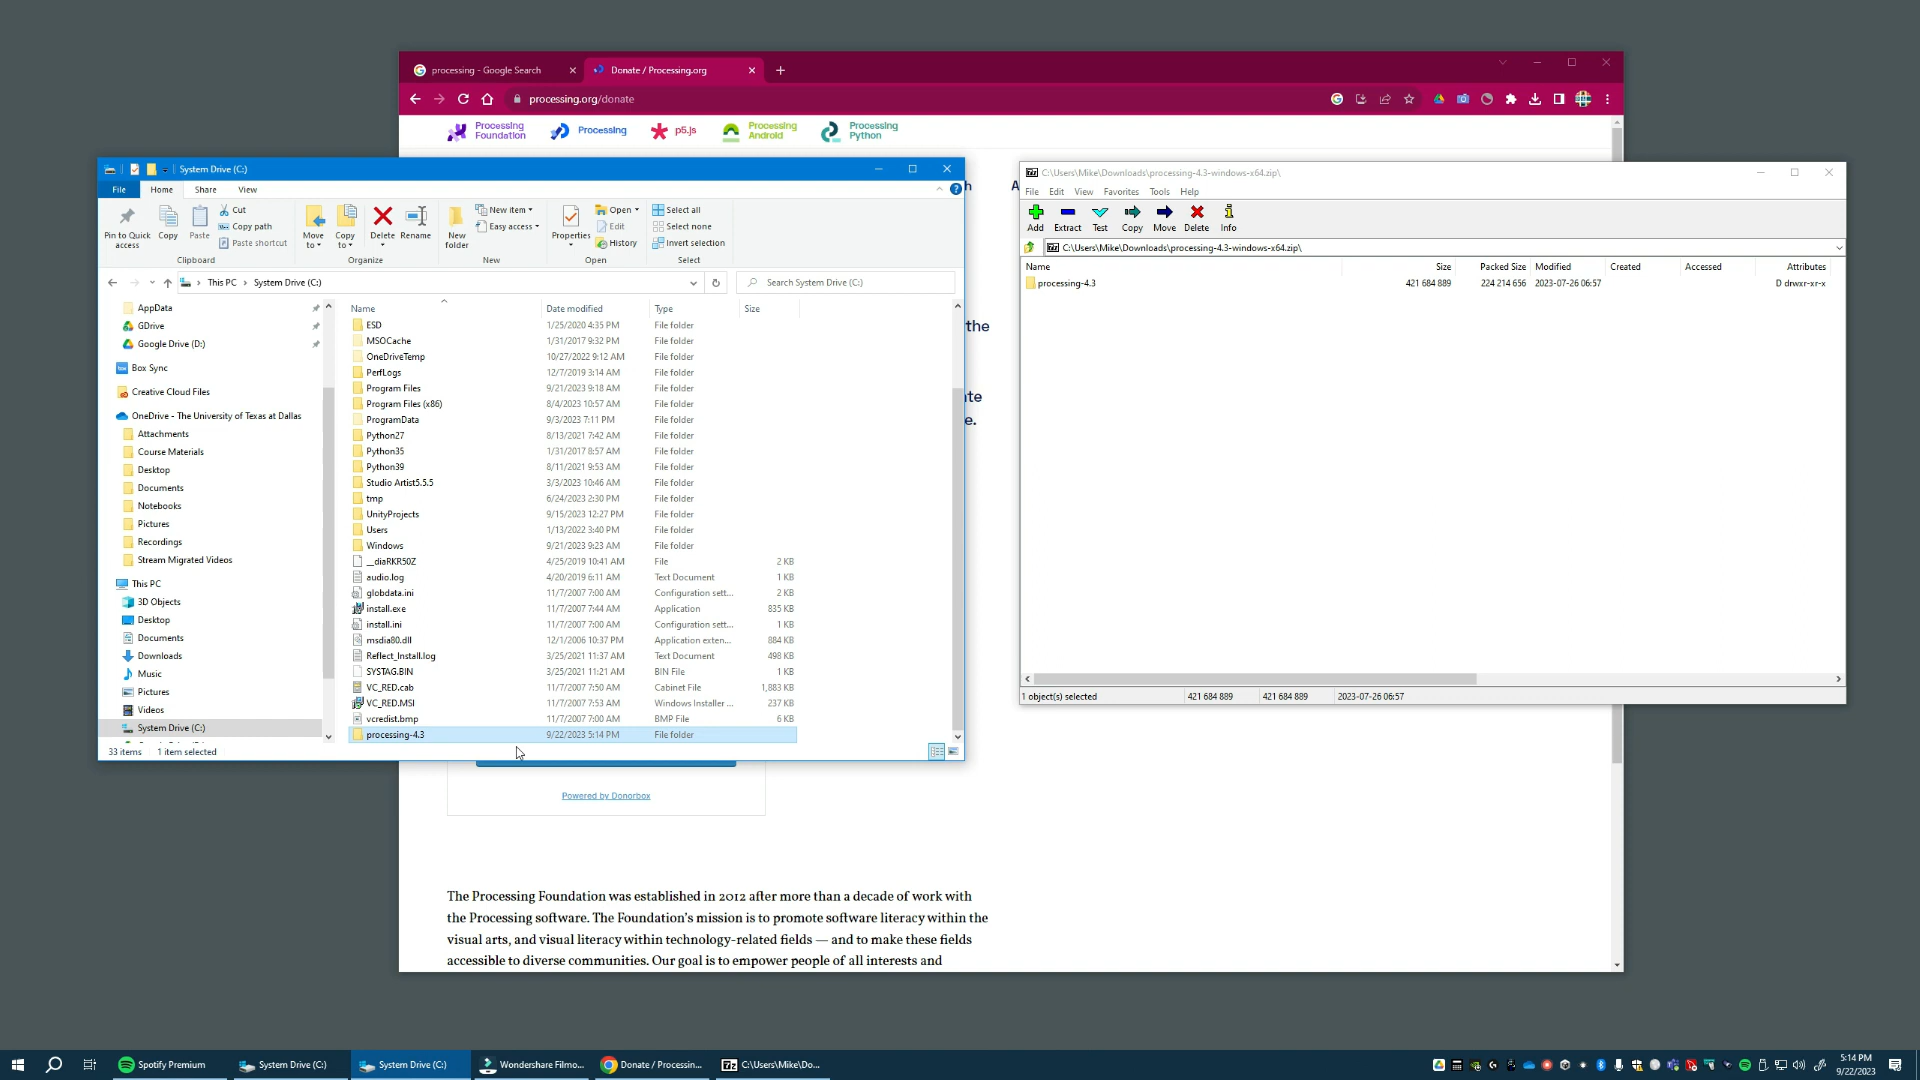 processing - Google Search
Donate / Processing.org
processing.org/donate
Processing Foundation
Processing
p5.js
Processing Android
Processing Python
System Drive (C:)
File
Home
Share
View
Pin to Quick access
Copy
Paste
Cut
Copy path
Paste shortcut
Clipboard
Move to
Copy to
Delete
Rename
Organize
New folder
New item
Easy access
New
Properties
Open
Edit
History
Open
Select all
Select none
Invert selection
Select
This PC > System Drive (C:)
Search System Drive (C:)
AppData
GDrive
Google Drive (D:)
Box Sync
Creative Cloud Files
OneDrive - The University of Texas at Dallas
Attachments
Course Materials
Desktop
Documents
Notebooks
Pictures
Recordings
Stream Migrated Videos
This PC
3D Objects
Desktop
Documents
Downloads
Music
Pictures
Videos
System Drive (C:)
Name Date modified Type Size
ESD 1/25/2020 4:35 PM File folder
MSOCache 1/31/2017 9:32 PM File folder
OneDriveTemp 10/27/2022 9:12 AM File folder
PerfLogs 12/7/2019 3:14 AM File folder
Program Files 9/21/2023 9:18 AM File folder
Program Files (x86) 8/4/2023 10:57 AM File folder
ProgramData 9/3/2023 7:11 PM File folder
Python27 8/13/2021 7:42 AM File folder
Python35 1/31/2017 8:57 AM File folder
Python39 8/11/2021 9:53 AM File folder
Studio Artist5.5.5 3/3/2023 10:46 AM File folder
tmp 6/24/2023 2:30 PM File folder
UnityProjects 9/15/2023 12:27 PM File folder
Users 1/13/2022 3:40 PM File folder
Windows 9/21/2023 9:23 AM File folder
__diaRKR50Z 4/25/2019 10:41 AM File 2 KB
audio.log 4/20/2019 6:11 AM Text Document 1 KB
globdata.ini 11/7/2007 7:00 AM Configuration sett... 2 KB
install.exe 11/7/2007 7:44 AM Application 835 KB
install.ini 11/7/2007 7:00 AM Configuration sett... 1 KB
msdia80.dll 12/1/2006 10:37 PM Application exten... 884 KB
Reflect_Install.log 3/25/2021 11:37 AM Text Document 498 KB
SYSTAG.BIN 3/25/2021 11:21 AM BIN File 1 KB
VC_RED.cab 11/7/2007 7:50 AM Cabinet File 1,883 KB
VC_RED.MSI 11/7/2007 7:53 AM Windows Installer ... 237 KB
vcredist.bmp 11/7/2007 7:00 AM BMP File 6 KB
processing-4.3 9/22/2023 5:14 PM File folder
33 items 1 item selected
h
A
the
ate
e.
C:\Users\Mike\Downloads\processing-4.3-windows-x64.zip\
File Edit View Favorites Tools Help
Add Extract Test Copy Move Delete Info
C:\Users\Mike\Downloads\processing-4.3-windows-x64.zip\
Name Size Packed Size Modified Created Accessed Attributes
processing-4.3 421 684 889 224 214 656 2023-07-26 06:57 D drwxr-xr-x
1 object(s) selected 421 684 889 421 684 889 2023-07-26 06:57
Powered by Donorbox
The Processing Foundation was established in 2012 after more than a decade of work with
the Processing software. The Foundation's mission is to promote software literacy within the
visual arts, and visual literacy within technology-related fields — and to make these fields
accessible to diverse communities. Our goal is to empower people of all interests and
Spotify Premium
System Drive (C:)
System Drive (C:)
Wondershare Filmo...
Donate / Processin...
C:\Users\Mike\Do...
5:14 PM
9/22/2023